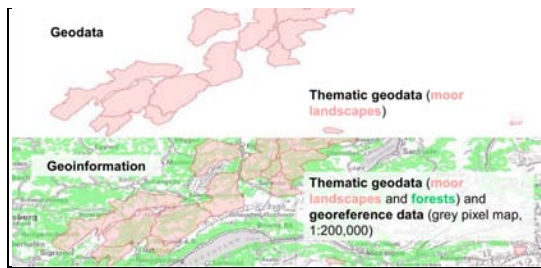 Geodata
Thematic geodata (moor
landscapes)
Geoinformation
Thematic geodata (moor
landscapes and forests) and
georeference data (grey pixel map,
1:200,000)